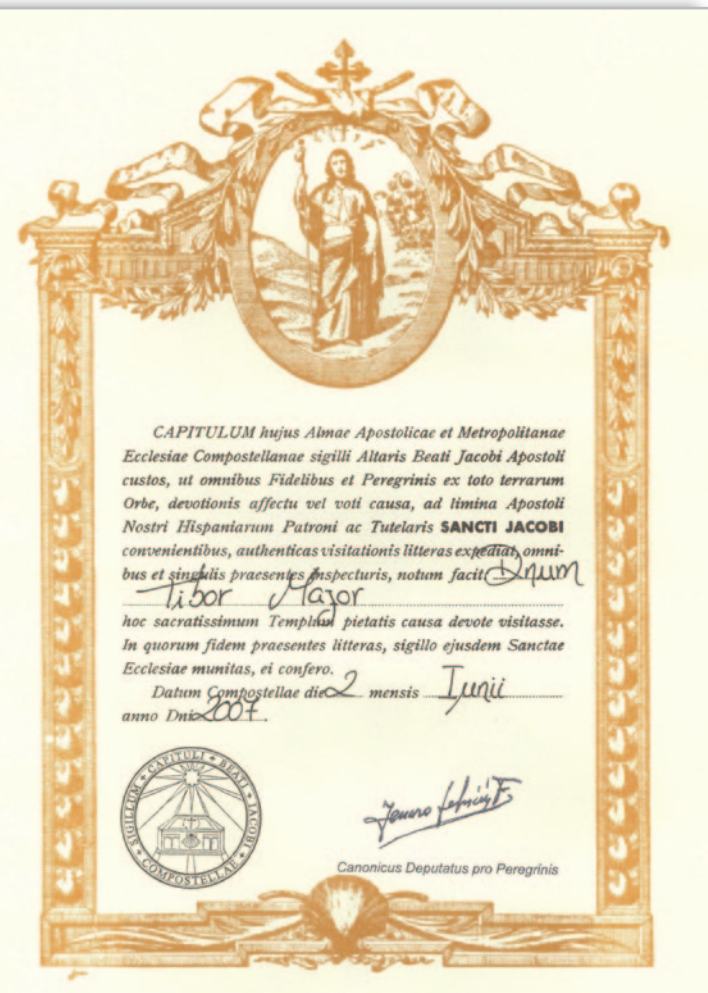 CAPITULUM hujus Almae Apostolicae et Metropolitanae
Ecclesiae Compostellanae sigilli Altaris Beati Jacobi Apostoli
custos, ut omnibus Fidelibus et Peregrinis ex toto terrarum
Orbe, devotionis affectu vel voti causa, ad limina Apostoli
Nostri Hispaniarum Patroni ac Tutelaris SANCTI JACOBI
convenientibus, authenticas visitationis litteras expediat, omni-
bus et singulis praesentes inspecturis, notum facit: Dnum
Tibor Mazor
hoc sacratissimum Templum pietatis causa devote visitasse.
In quorum fidem praesentes litteras, sigillo ejusdem Sanctae
Ecclesiae munitas, ei confero.
Datum Compostellae die 2 mensis Iunii
anno Dni 2007.
SIGILLUM + CAPITULI + BEATI + JACOBI + COMPOSTELLAE +
Canonicus Deputatus pro Peregrinis